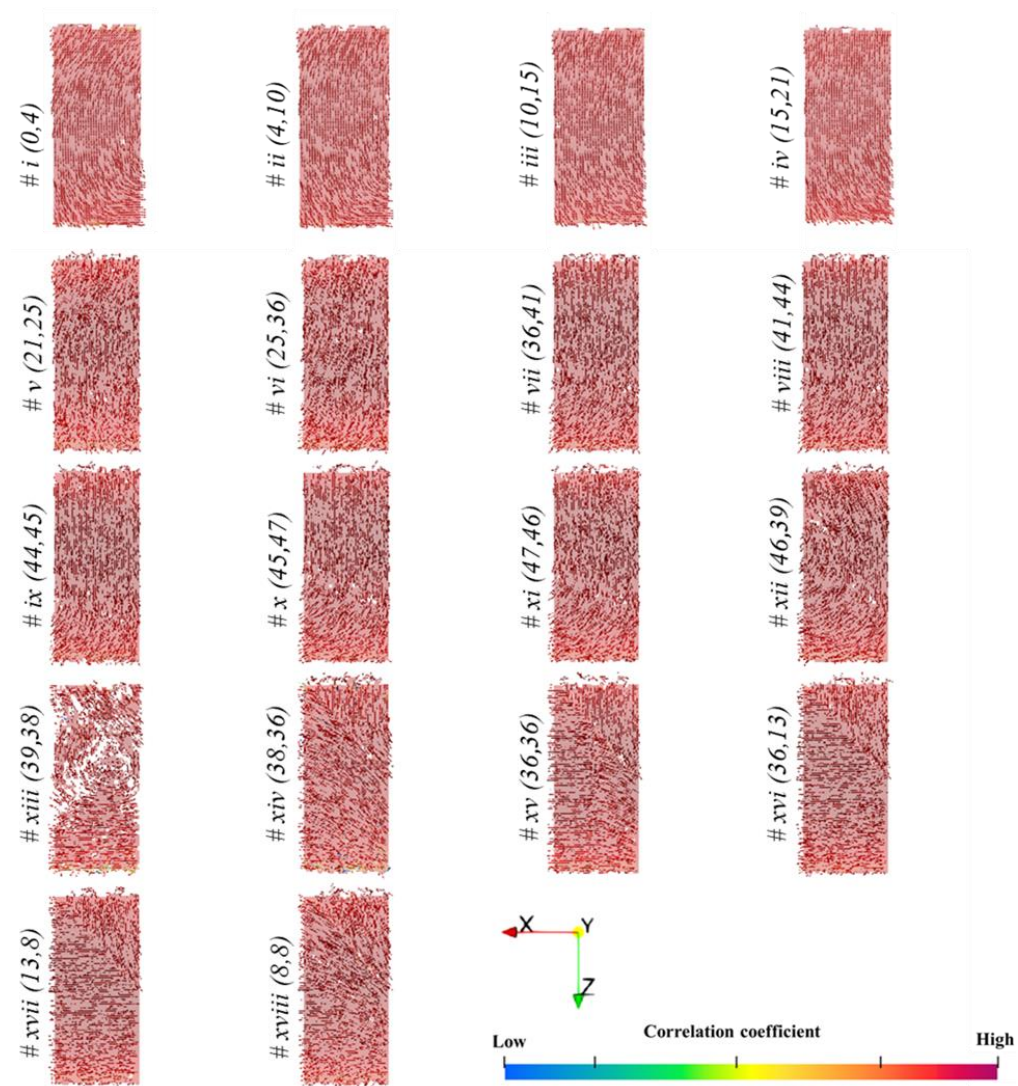 # i (0,4)
# ii (4,10)
# iii (10,15)
# iv (15,21)
# v (21,25)
# vi (25,36)
# vii (36,41)
# viii (41,44)
# ix (44,45)
# x (45,47)
# xi (47,46)
# xii (46,39)
# xiii (39,38)
# xiv (38,36)
# xv (36,36)
# xvi (36,13)
# xvii (13,8)
# xviii (8,8)
X
Y
Z
Correlation coefficient
Low
High